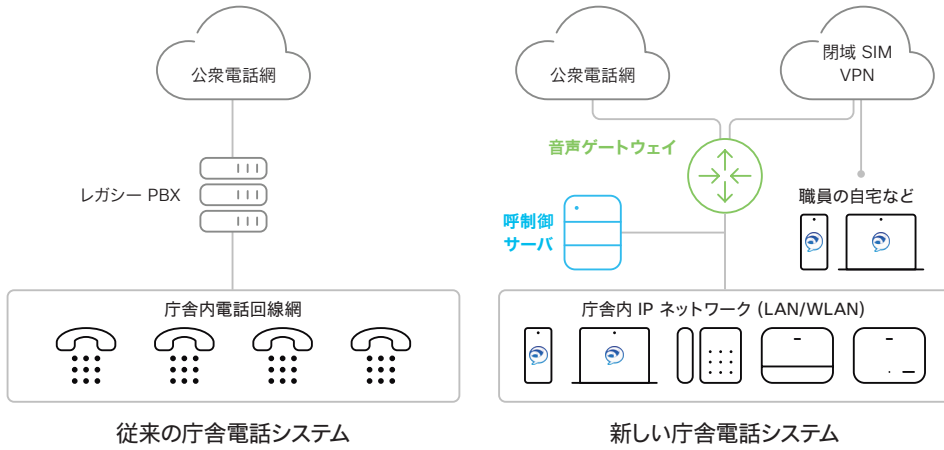 公衆電話網
レガシー PBX
庁舎内電話回線網
従来の庁舎電話システム
公衆電話網
閉域 SIM
VPN
音声ゲートウェイ
呼制御
サーバ
職員の自宅など
庁舎内 IP ネットワーク (LAN/WLAN)
新しい庁舎電話システム